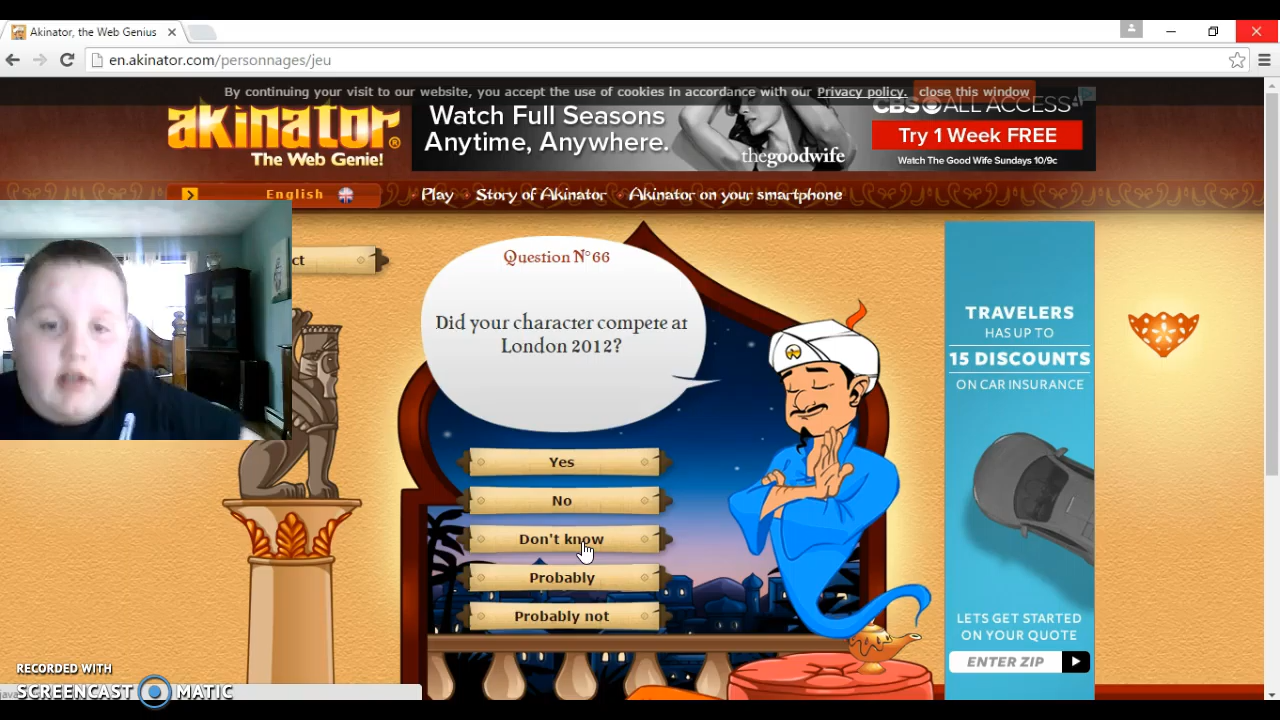 Akinator, the Web Genius
en.akinator.com/personnages/jeu
By continuing your visit to our website, you accept the use of cookies in accordance with our Privacy policy. close this window
akinator®
The Web Genie!
Watch Full Seasons
Anytime, Anywhere.
thegoodwife
CBS ALL ACCESS
Try 1 Week FREE
Watch The Good Wife Sundays 10/9c
English
Play
Story of Akinator
Akinator on your smartphone
ct
Question N°66
Did your character compete at
London 2012?
Yes
No
Don't know
Probably
Probably not
TRAVELERS
HAS UP TO
15 DISCOUNTS
ON CAR INSURANCE
LETS GET STARTED
ON YOUR QUOTE
ENTER ZIP
RECORDED WITH
SCREENCAST MATIC
java